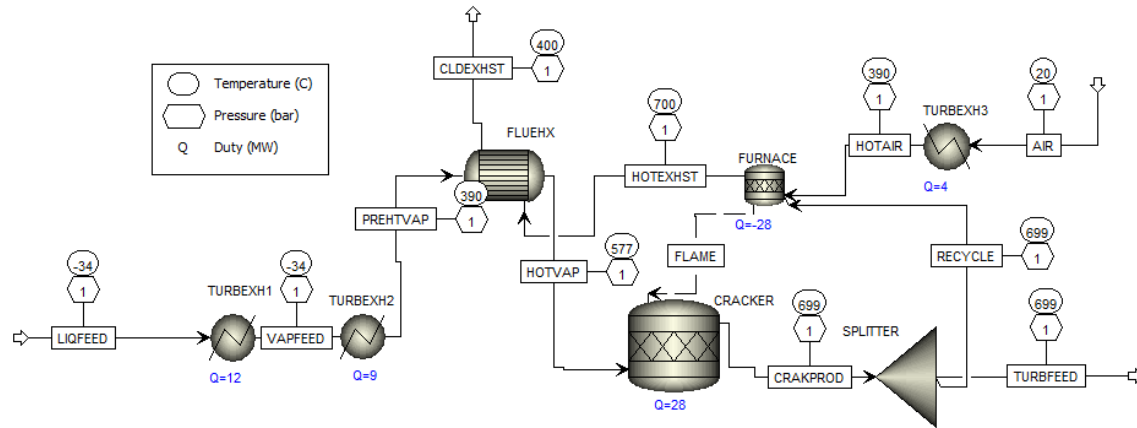 Temperature (C)
Pressure (bar)
Q Duty (MW)
CLDEXHST
400
1
FLUEHX
700
1
HOTEXHST
FURNACE
Q=-28
390
1
HOTAIR
TURBEXH3
Q=4
20
1
AIR
PREHTVAP
390
1
HOTVAP
577
1
FLAME
RECYCLE
699
1
-34
1
LIQFEED
TURBEXH1
Q=12
-34
1
VAPFEED
TURBEXH2
Q=9
CRACKER
Q=28
699
1
CRAKPROD
SPLITTER
699
1
TURBFEED